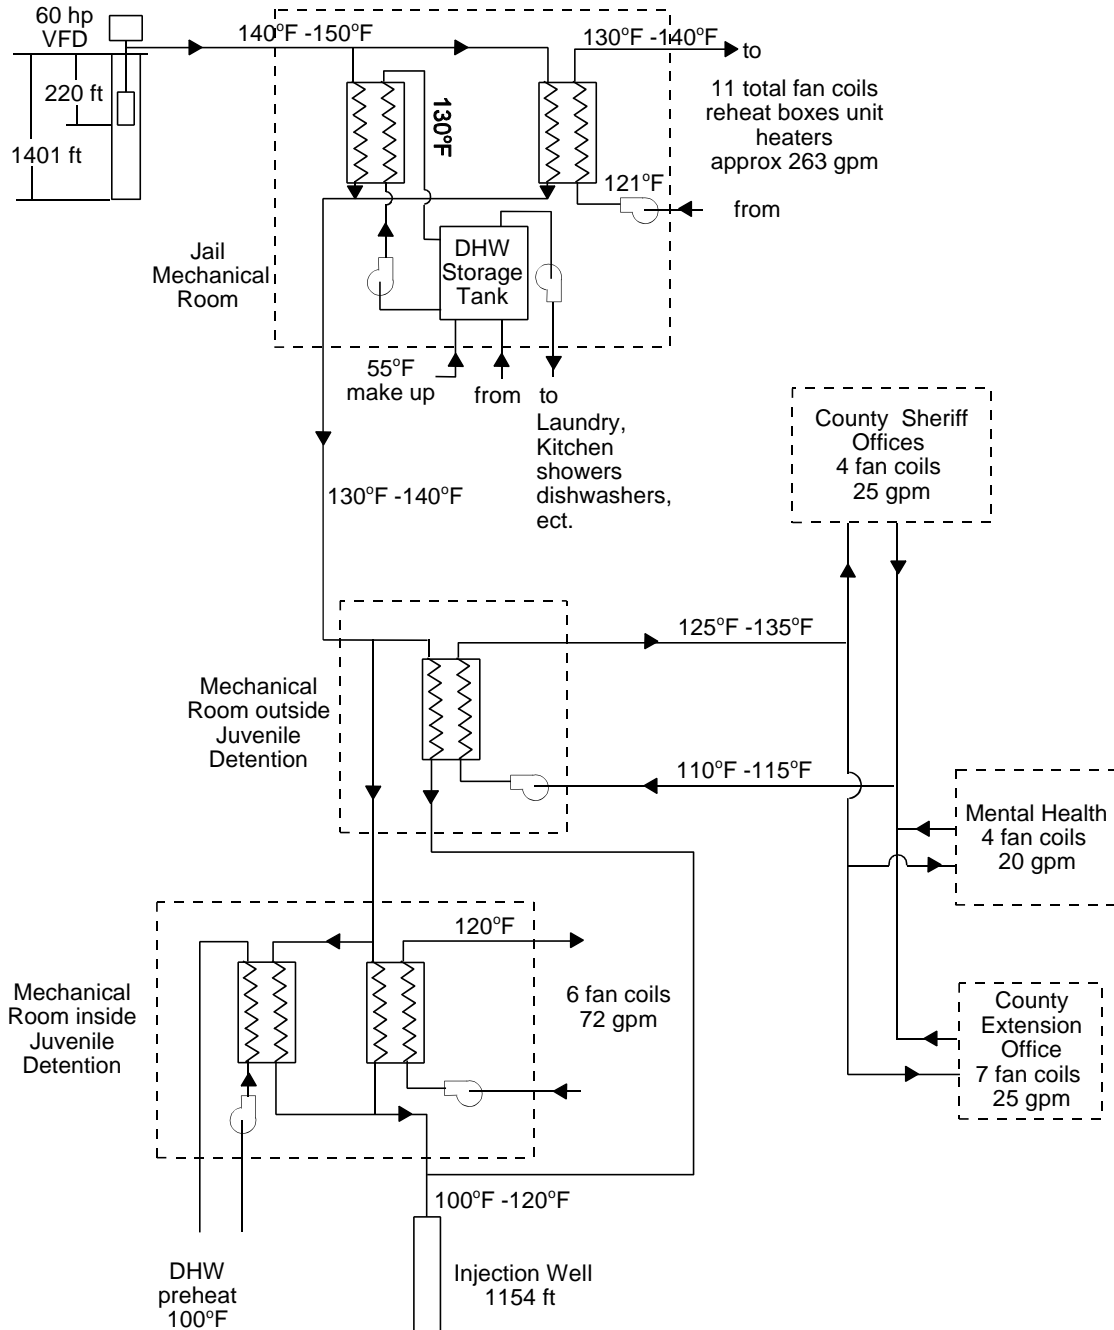 60 hp
VFD
220 ft
1401 ft
140°F -150°F
130°F -140°F
to
11 total fan coils
reheat boxes unit
heaters
approx 263 gpm
130°F
121°F
from
Jail
Mechanical
Room
DHW
Storage
Tank
55°F
make up
from
to
Laundry,
Kitchen
showers
dishwashers,
ect.
130°F -140°F
County Sheriff
Offices
4 fan coils
25 gpm
125°F -135°F
Mechanical
Room outside
Juvenile
Detention
110°F -115°F
Mental Health
4 fan coils
20 gpm
120°F
6 fan coils
72 gpm
Mechanical
Room inside
Juvenile
Detention
County
Extension
Office
7 fan coils
25 gpm
100°F -120°F
DHW
preheat
100°F
Injection Well
1154 ft